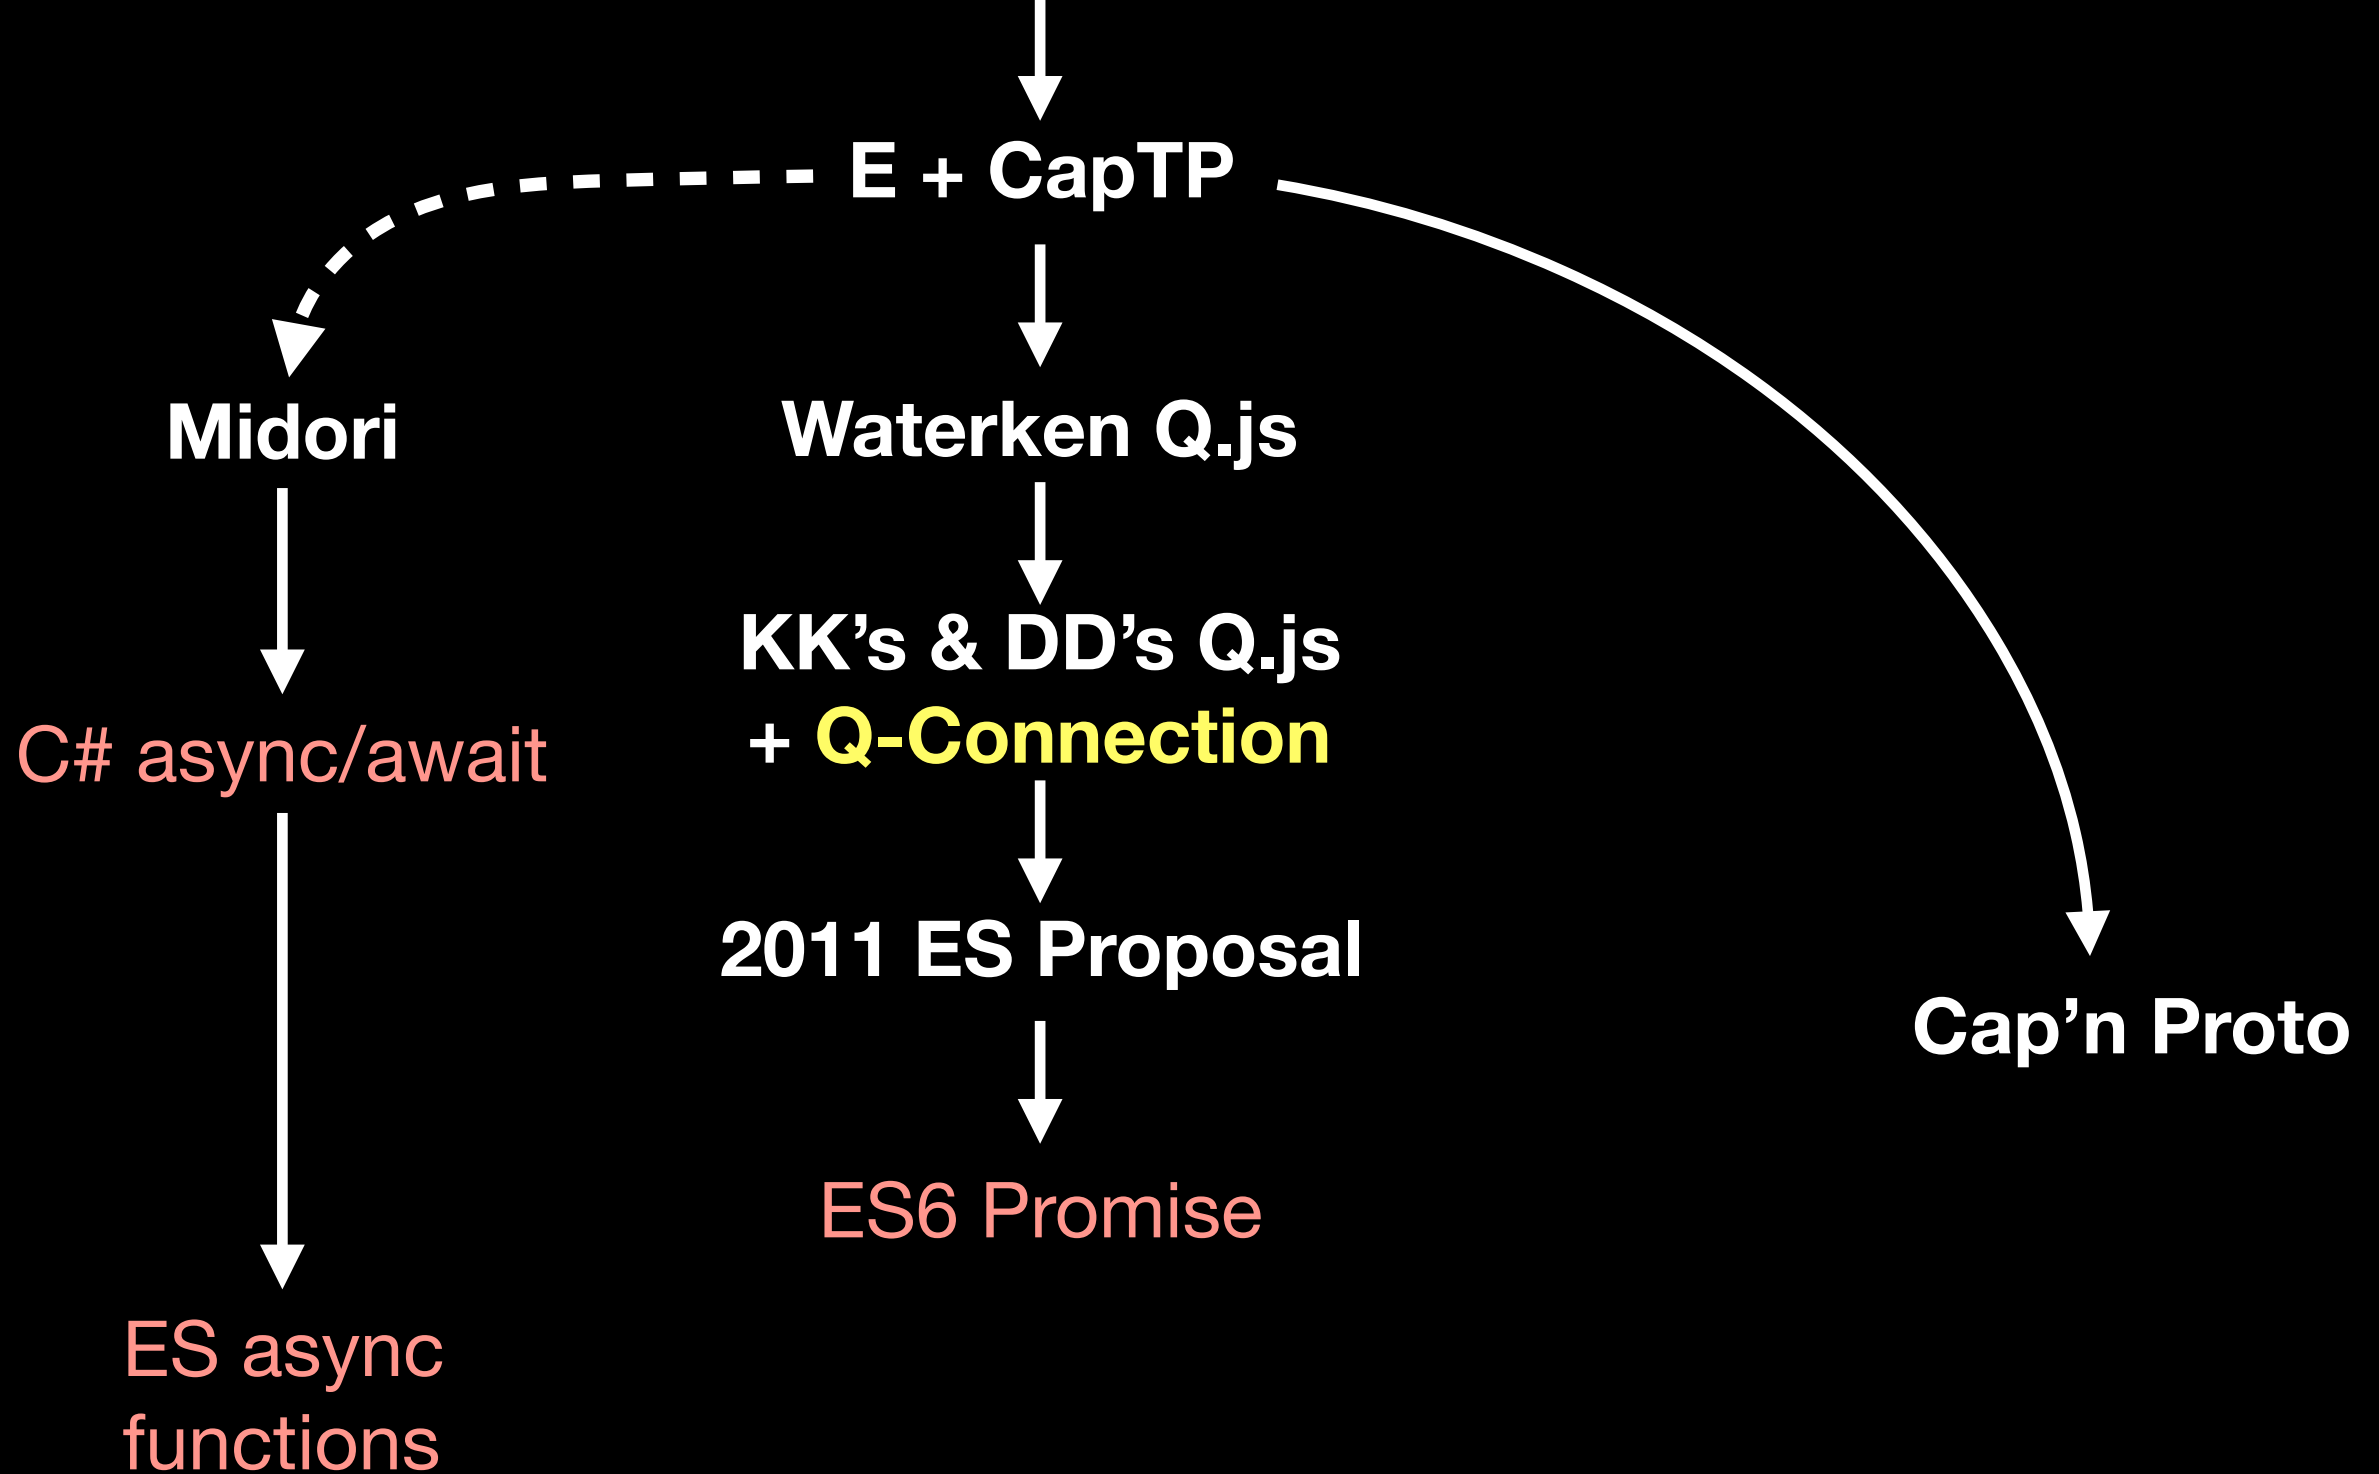 E + CapTP
Midori
Waterken Q.js
KK’s & DD’s Q.js
+ Q-Connection
C# async/await
2011 ES Proposal
Cap’n Proto
ES6 Promise
ES async
functions